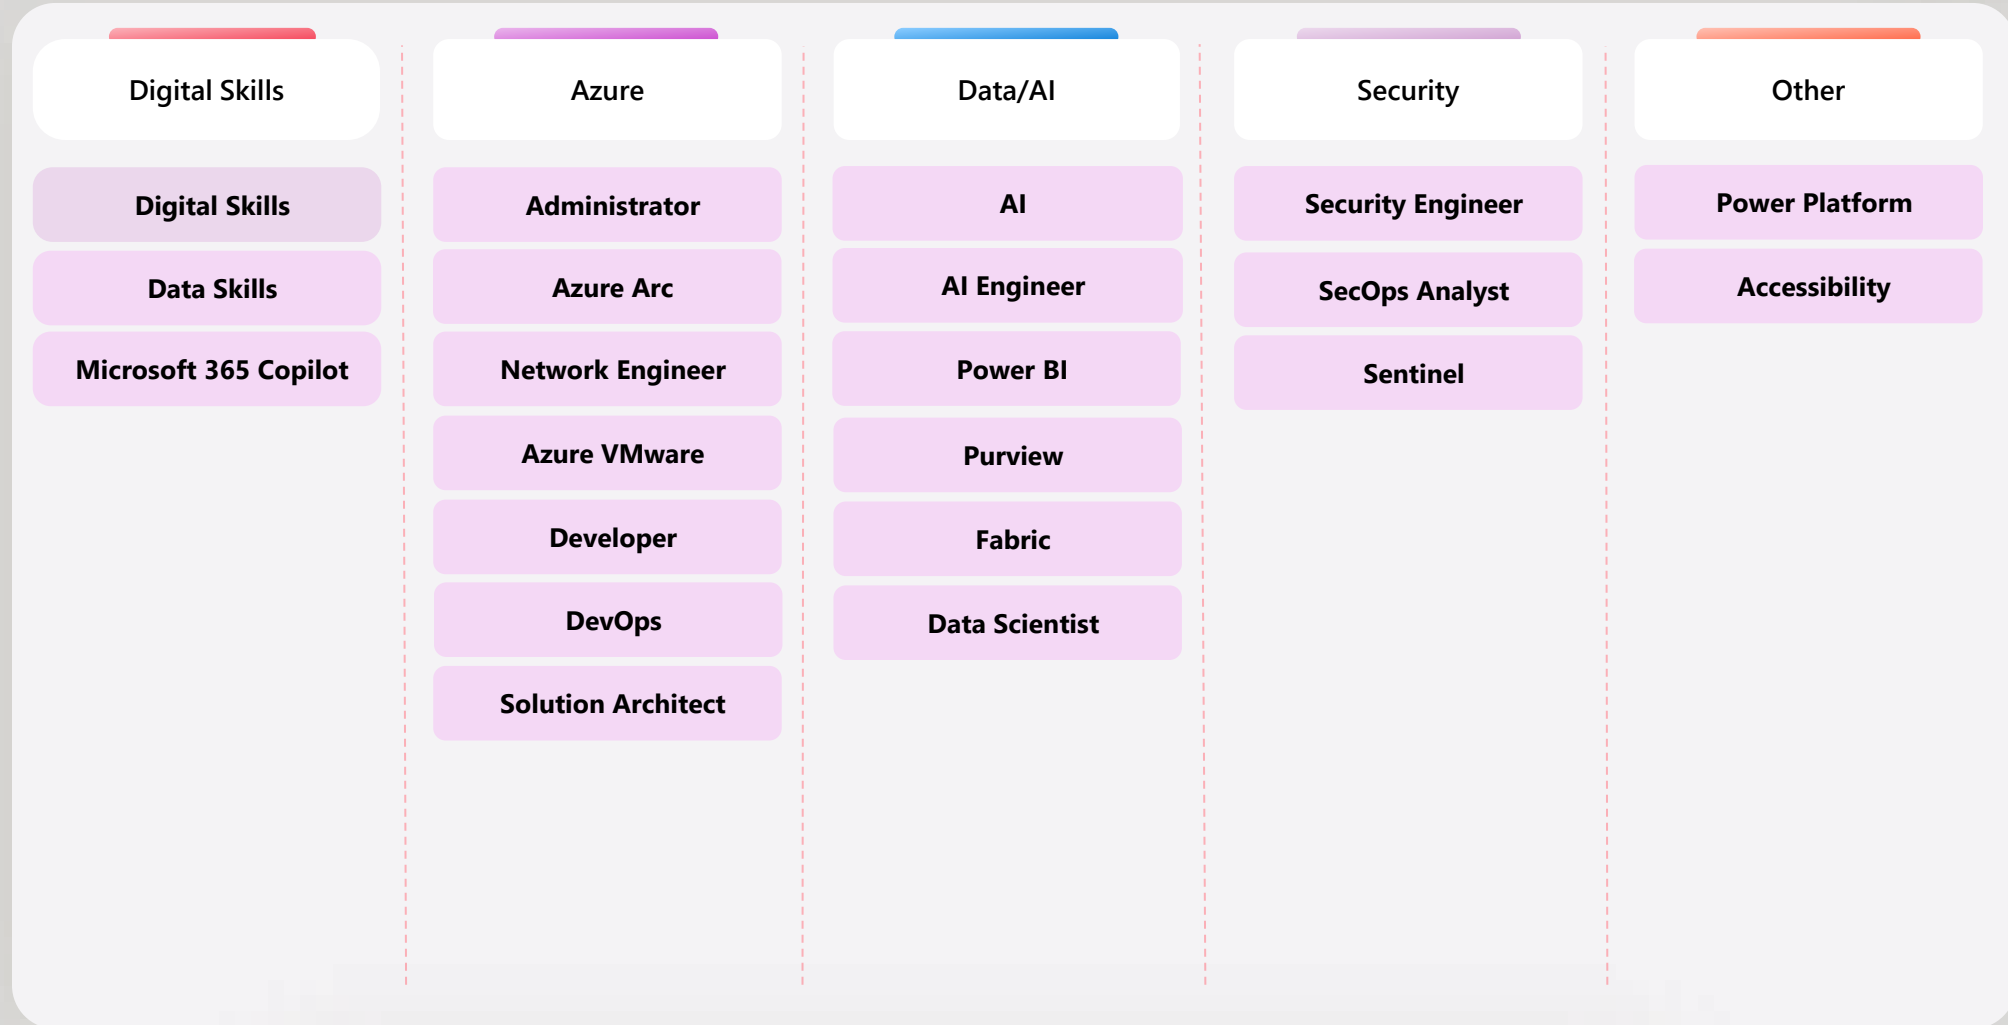 Digital Skills
Azure
Data/AI
Security
Other
Digital Skills
Data Skills
Microsoft 365 Copilot
Administrator
Azure Arc
Network Engineer
Azure VMware
Developer
DevOps
Solution Architect
AI
AI Engineer
Power BI
Purview
Fabric
Data Scientist
Security Engineer
SecOps Analyst
Sentinel
Power Platform
Accessibility